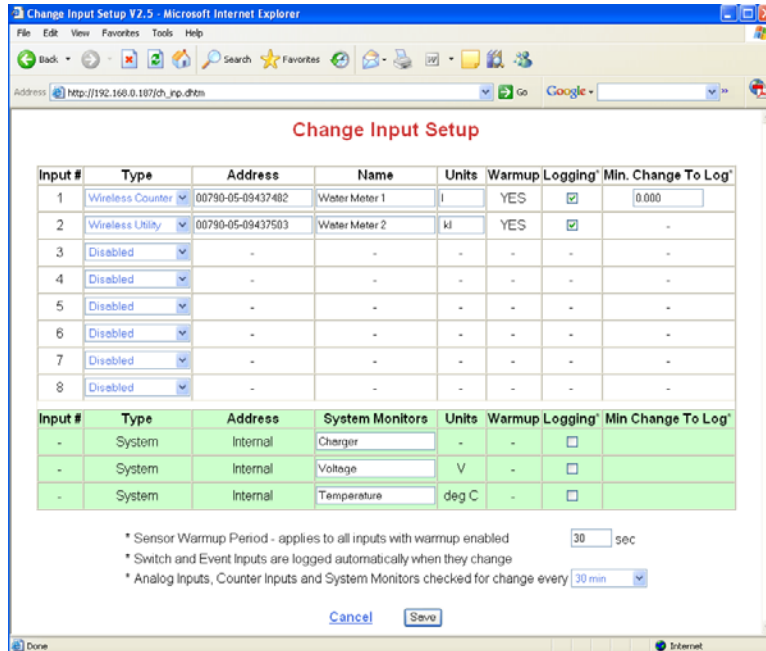 Change Input Setup V2.5 - Microsoft Internet Explorer
File Edit View Favorites Tools Help
Back Search Favorites
Address http://192.168.0.187/ch_inp.dhtm Go Google
Change Input Setup
Input # Type Address Name Units Warmup Logging* Min. Change To Log*
1 Wireless Counter 00790-05-09437482 Water Meter 1 l YES 0.000
2 Wireless Utility 00790-05-09437503 Water Meter 2 kl YES -
3 Disabled - - - - - -
4 Disabled - - - - - -
5 Disabled - - - - - -
6 Disabled - - - - - -
7 Disabled - - - - - -
8 Disabled - - - - - -
Input # Type Address System Monitors Units Warmup Logging* Min Change To Log*
- System Internal Charger - -
- System Internal Voltage V -
- System Internal Temperature deg C -
* Sensor Warmup Period - applies to all inputs with warmup enabled 30 sec
* Switch and Event Inputs are logged automatically when they change
* Analog Inputs, Counter Inputs and System Monitors checked for change every 30 min
Cancel Save
Done Internet